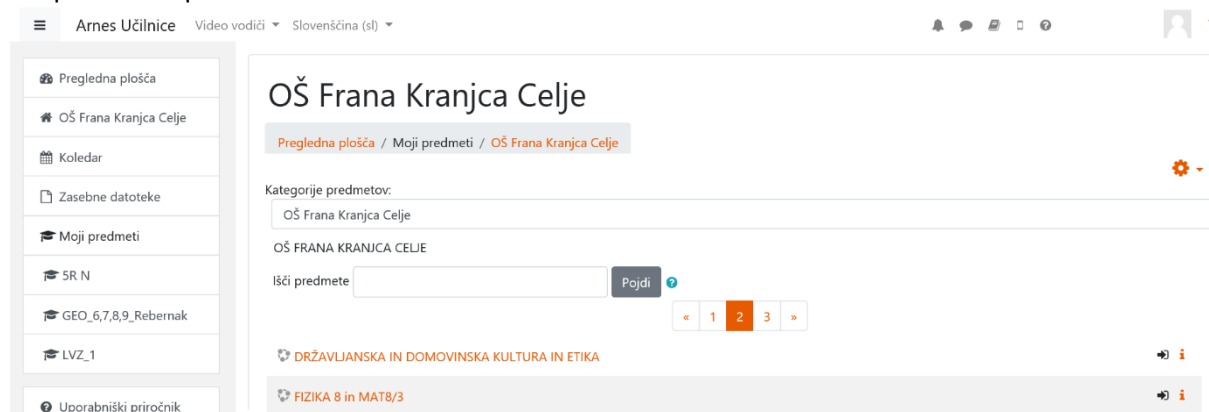 Arnes Učilnice Video vodiči Slovenščina (sl)
Pregledna plošča
OŠ Frana Kranjca Celje
Koledar
Zasebne datoteke
Moji predmeti
5R N
GEO_6,7,8,9_Rebernak
LVZ_1
Uporabniški priročnik
OŠ Frana Kranjca Celje
Pregledna plošča / Moji predmeti / OŠ Frana Kranjca Celje
Kategorije predmetov:
OŠ Frana Kranjca Celje
OŠ FRANA KRANJCA CELJE
Išči predmete Pojdi
« 1 2 3 »
DRŽAVLJANSKA IN DOMOVINSKA KULTURA IN ETIKA
FIZIKA 8 in MAT8/3